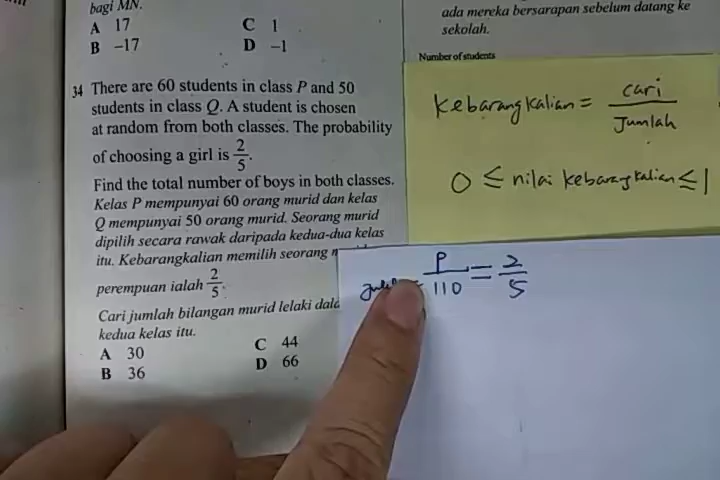 bagi MN.
A 17
C 1
B –17
D –1
34 There are 60 students in class P and 50
students in class Q. A student is chosen
at random from both classes. The probability
of choosing a girl is 2/5.
Find the total number of boys in both classes.
Kelas P mempunyai 60 orang murid dan kelas
Q mempunyai 50 orang murid. Seorang murid
dipilih secara rawak daripada kedua-dua kelas
itu. Kebarangkalian memilih seorang
perempuan ialah 2/5.
Cari jumlah bilangan murid lelaki
kedua kelas itu.
A 30
C 44
B 36
D 66
ada mereka bersarapan sebelum datang ke
sekolah.
Number of students
Kebarangkalian = cari/Jumlah
0 ≤ nilai kebarangkalian ≤ 1
P/110 = 2/5